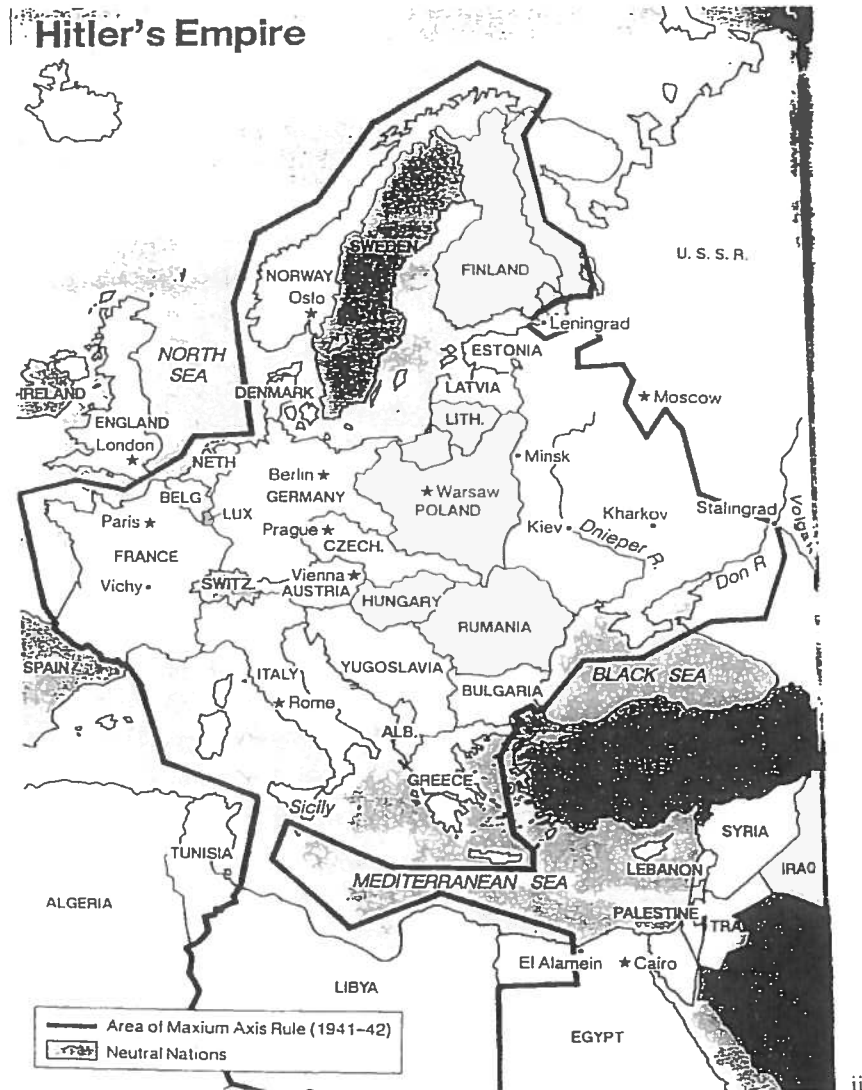 Hitler's Empire
U.S.S.R.
SWEDEN
FINLAND
NORWAY
Oslo
Leningrad
NORTH
SEA
ESTONIA
IRELAND
DENMARK
LATVIA
Moscow
ENGLAND
LITH.
London
NETH
Minsk
Berlin
GERMANY
Warsaw
POLAND
BELG
LUX
Stalingrad
Volga
Paris
Kharkov
Prague
CZECH.
Kiev
Dnieper R.
FRANCE
Don R
Vichy
SWITZ.
Vienna
AUSTRIA
HUNGARY
RUMANIA
SPAIN
ITALY
YUGOSLAVIA
BLACK SEA
Rome
BULGARIA
ALB.
GREECE
Sicily
SYRIA
TUNISIA
LEBANON
IRAQ
MEDITERRANEAN SEA
ALGERIA
PALESTINE
TRA
El Alamein
Cairo
LIBYA
Area of Maxium Axis Rule (1941–42)
Neutral Nations
EGYPT